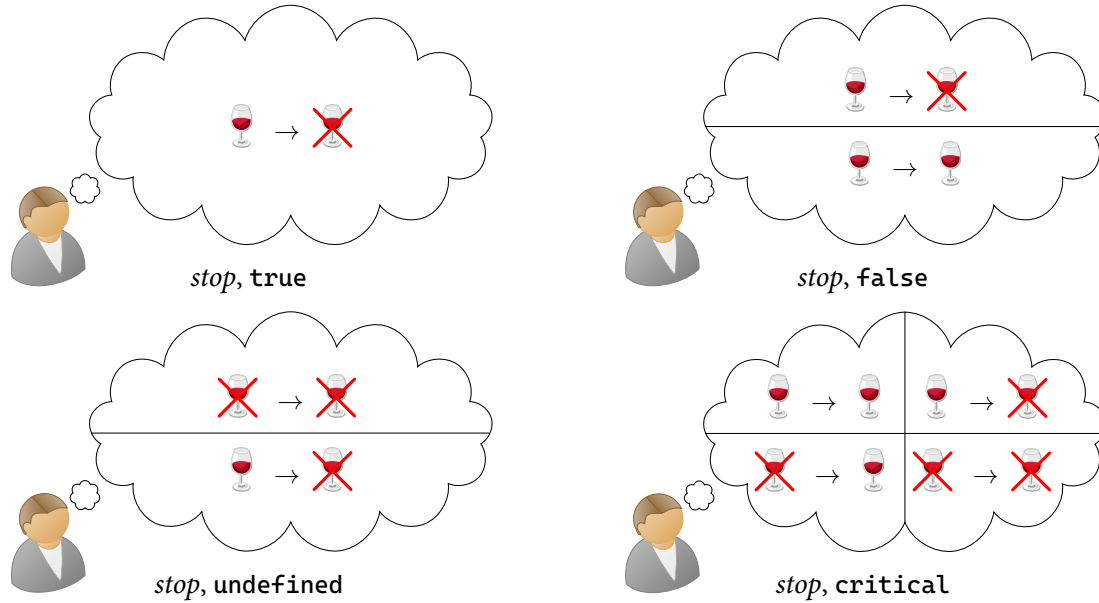 stop, true
stop, false
stop, undefined
stop, critical